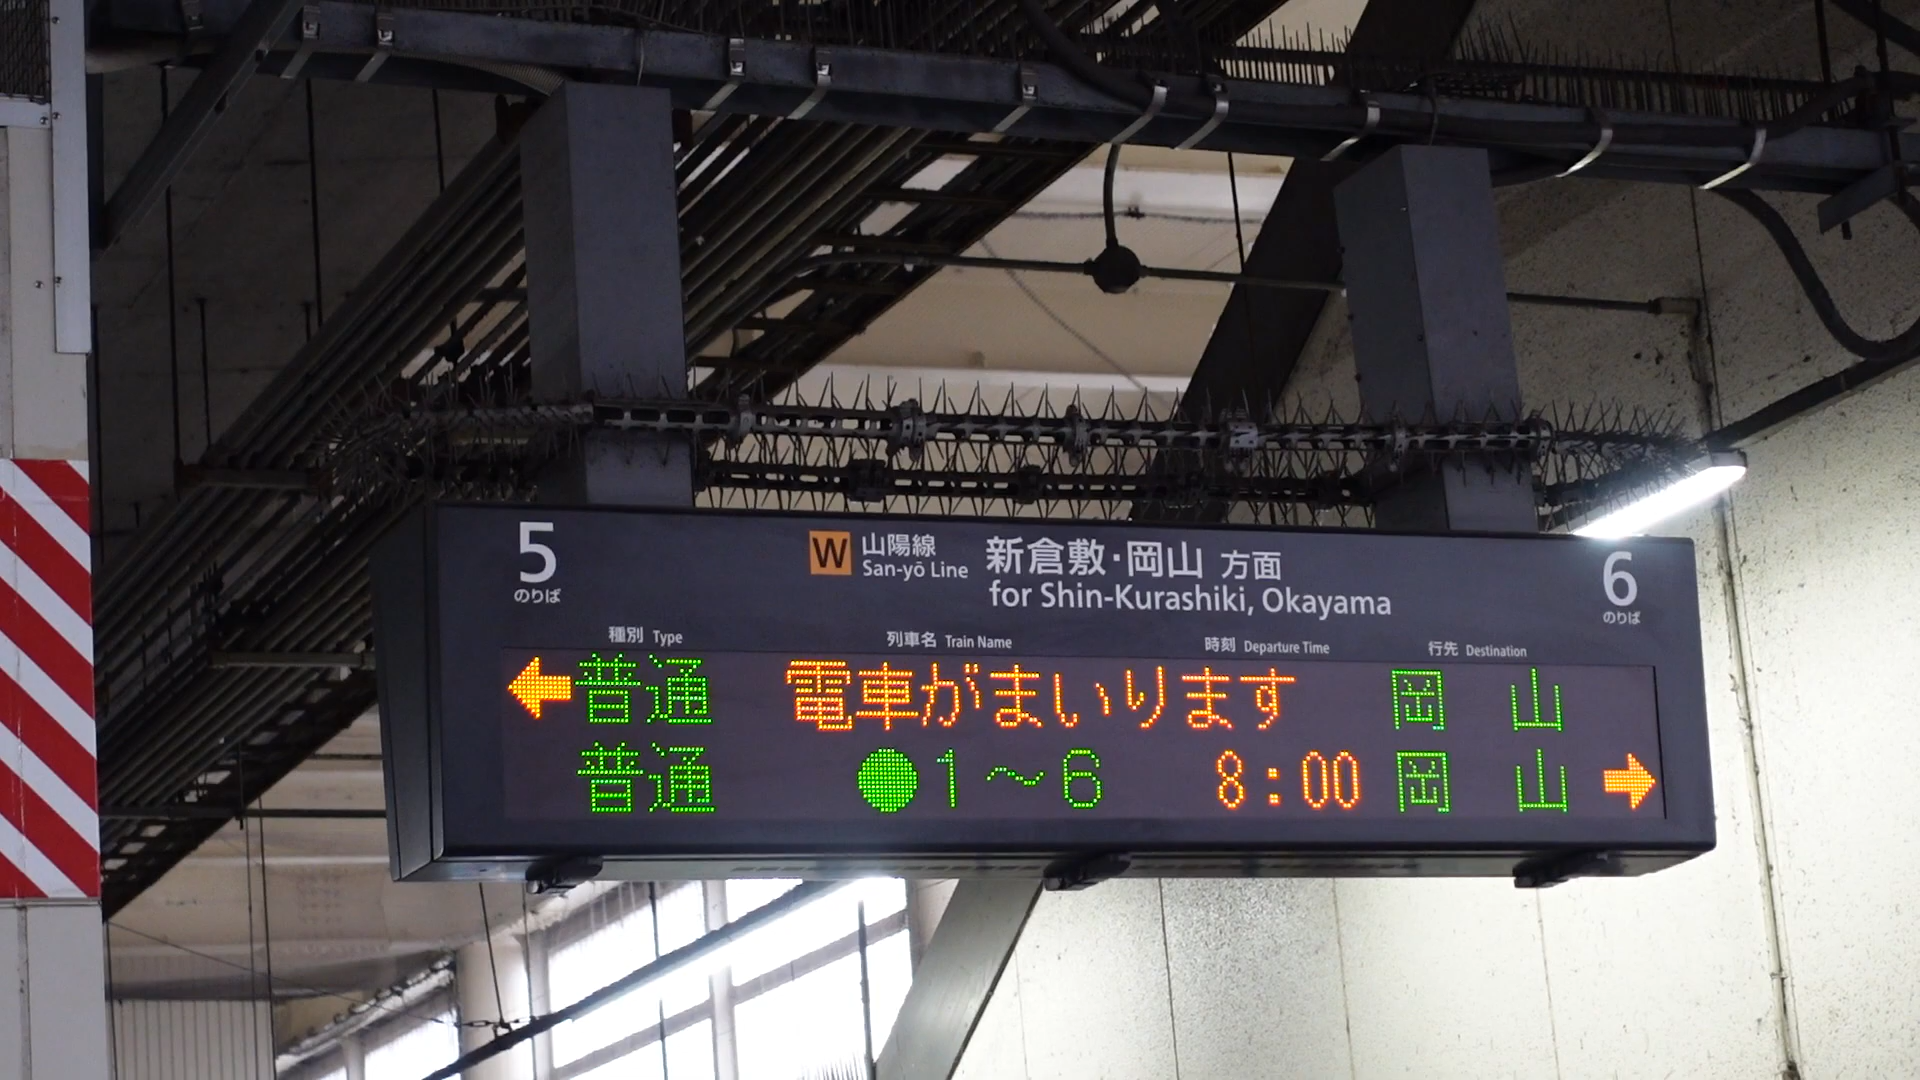 5 のりば
W 山陽線 San-yō Line
新倉敷・岡山 方面
for Shin-Kurashiki, Okayama
6 のりば
種別 Type 列車名 Train Name 時刻 Departure Time 行先 Destination
←普通 電車がまいります 岡 山
普通 ●1～6 8:00 岡 山 →